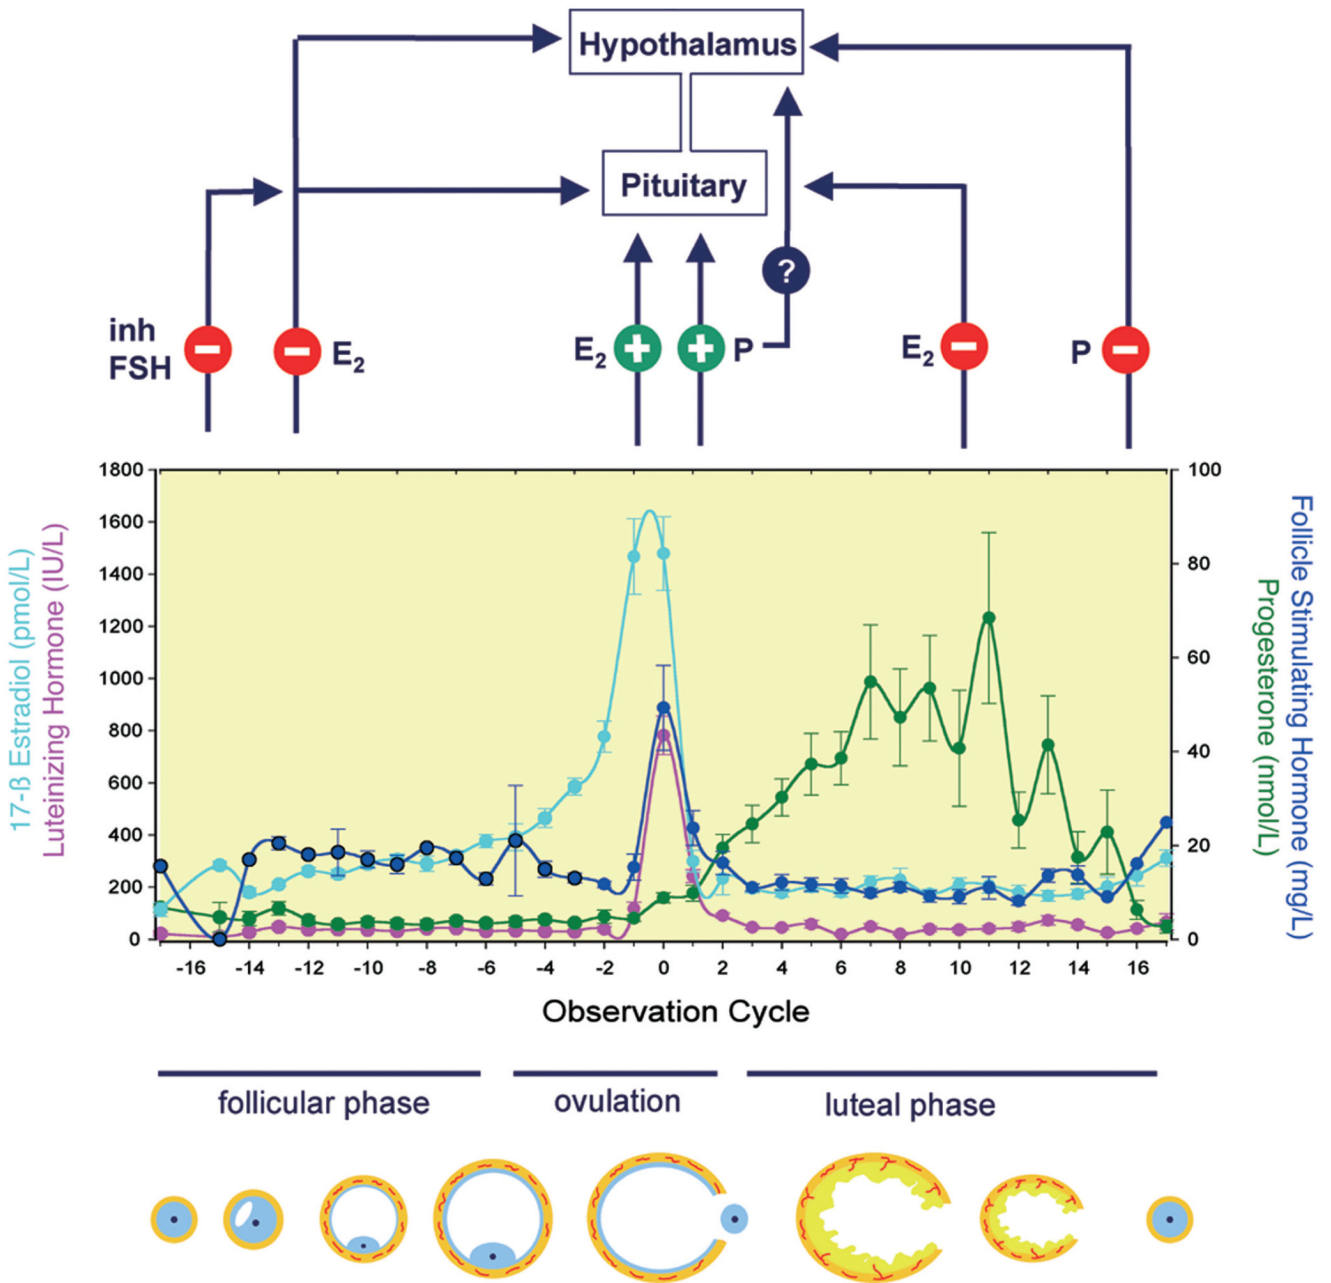 Hypothalamus
Pituitary
?
inh
FSH
E2
E2
P
E2
P
1800
1600
1400
1200
1000
800
600
400
200
0
100
80
60
40
20
0
17-ß Estradiol (pmol/L)
Luteinizing Hormone (IU/L)
Follicle Stimulating Hormone (mg/L)
Progesterone (nmol/L)
-16 -14 -12 -10 -8 -6 -4 -2 0 2 4 6 8 10 12 14 16
Observation Cycle
follicular phase
ovulation
luteal phase